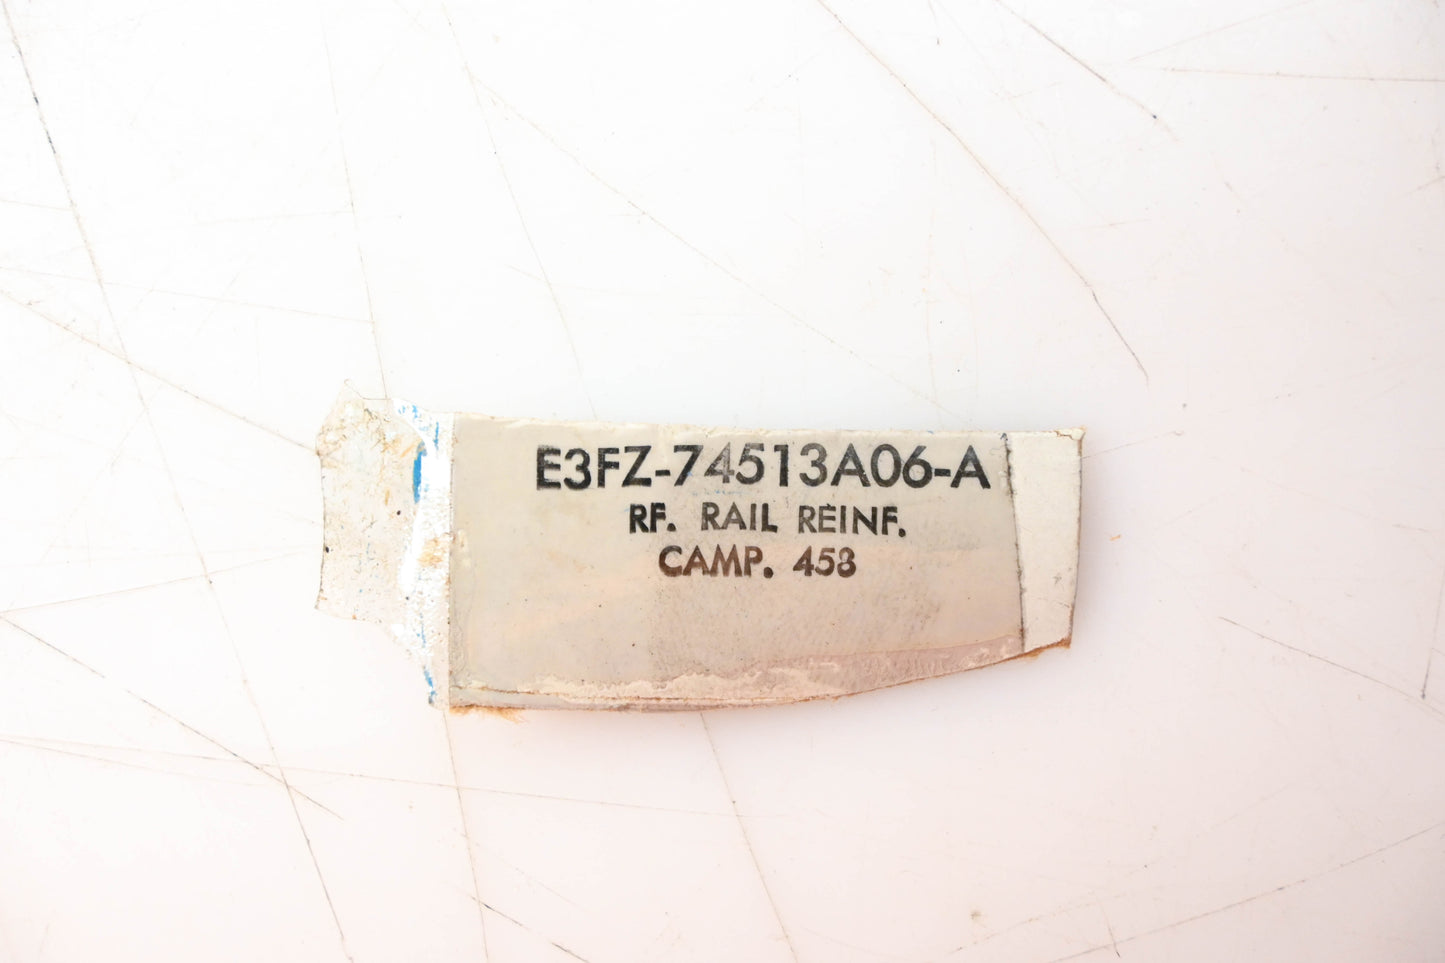 E3FZ-74513A06-A
RF. RAIL REINF.
CAMP. 458